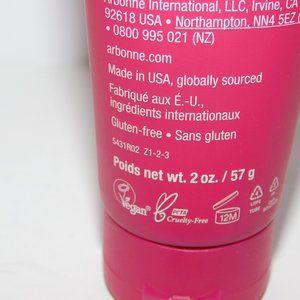 Arbonne International, LLC, Irvine, CA
92618 USA • Northampton. NN4 5EZ
• 0800 995 021 (NZ)
arbonne.com
Made in USA, globally sourced
Fabriqué aux É.-U.,
ingrédients internationaux
Gluten-free • Sans gluten
5431R02 Z1-2-3
Poids net wt. 2 oz. / 57 g
Vegan
PETA
Cruelty-Free
12M
LDPE
TUBE